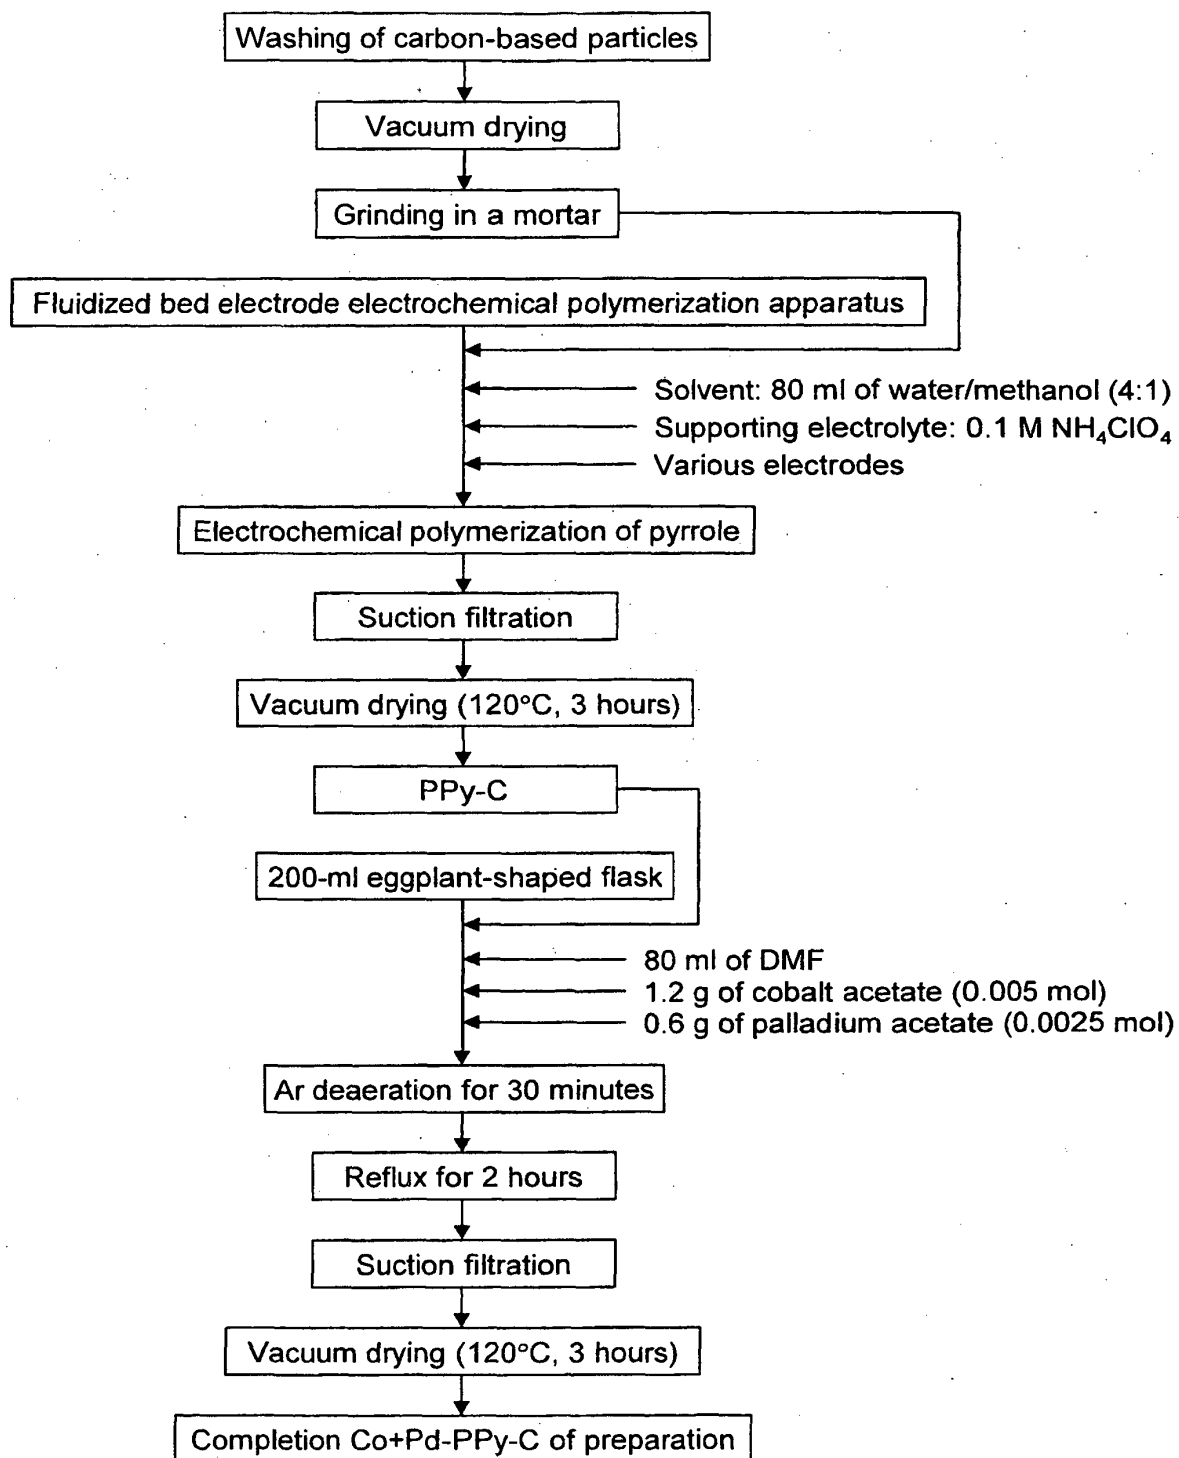 Washing of carbon-based particles
Vacuum drying
Grinding in a mortar
Fluidized bed electrode electrochemical polymerization apparatus
Solvent: 80 ml of water/methanol (4:1)
Supporting electrolyte: 0.1 M NH₄ClO₄
Various electrodes
Electrochemical polymerization of pyrrole
Suction filtration
Vacuum drying (120°C, 3 hours)
PPy-C
200-ml eggplant-shaped flask
80 ml of DMF
1.2 g of cobalt acetate (0.005 mol)
0.6 g of palladium acetate (0.0025 mol)
Ar deaeration for 30 minutes
Reflux for 2 hours
Suction filtration
Vacuum drying (120°C, 3 hours)
Completion Co+Pd-PPy-C of preparation